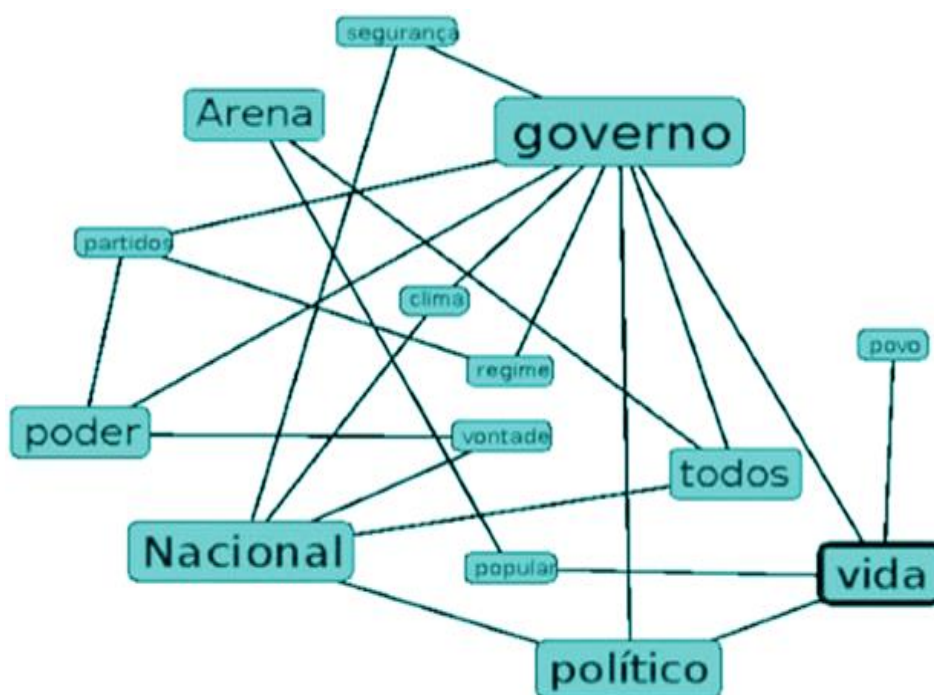 segurança
Arena
governo
partidos
clima
povo
regime
poder
vontade
todos
Nacional
popular
vida
político